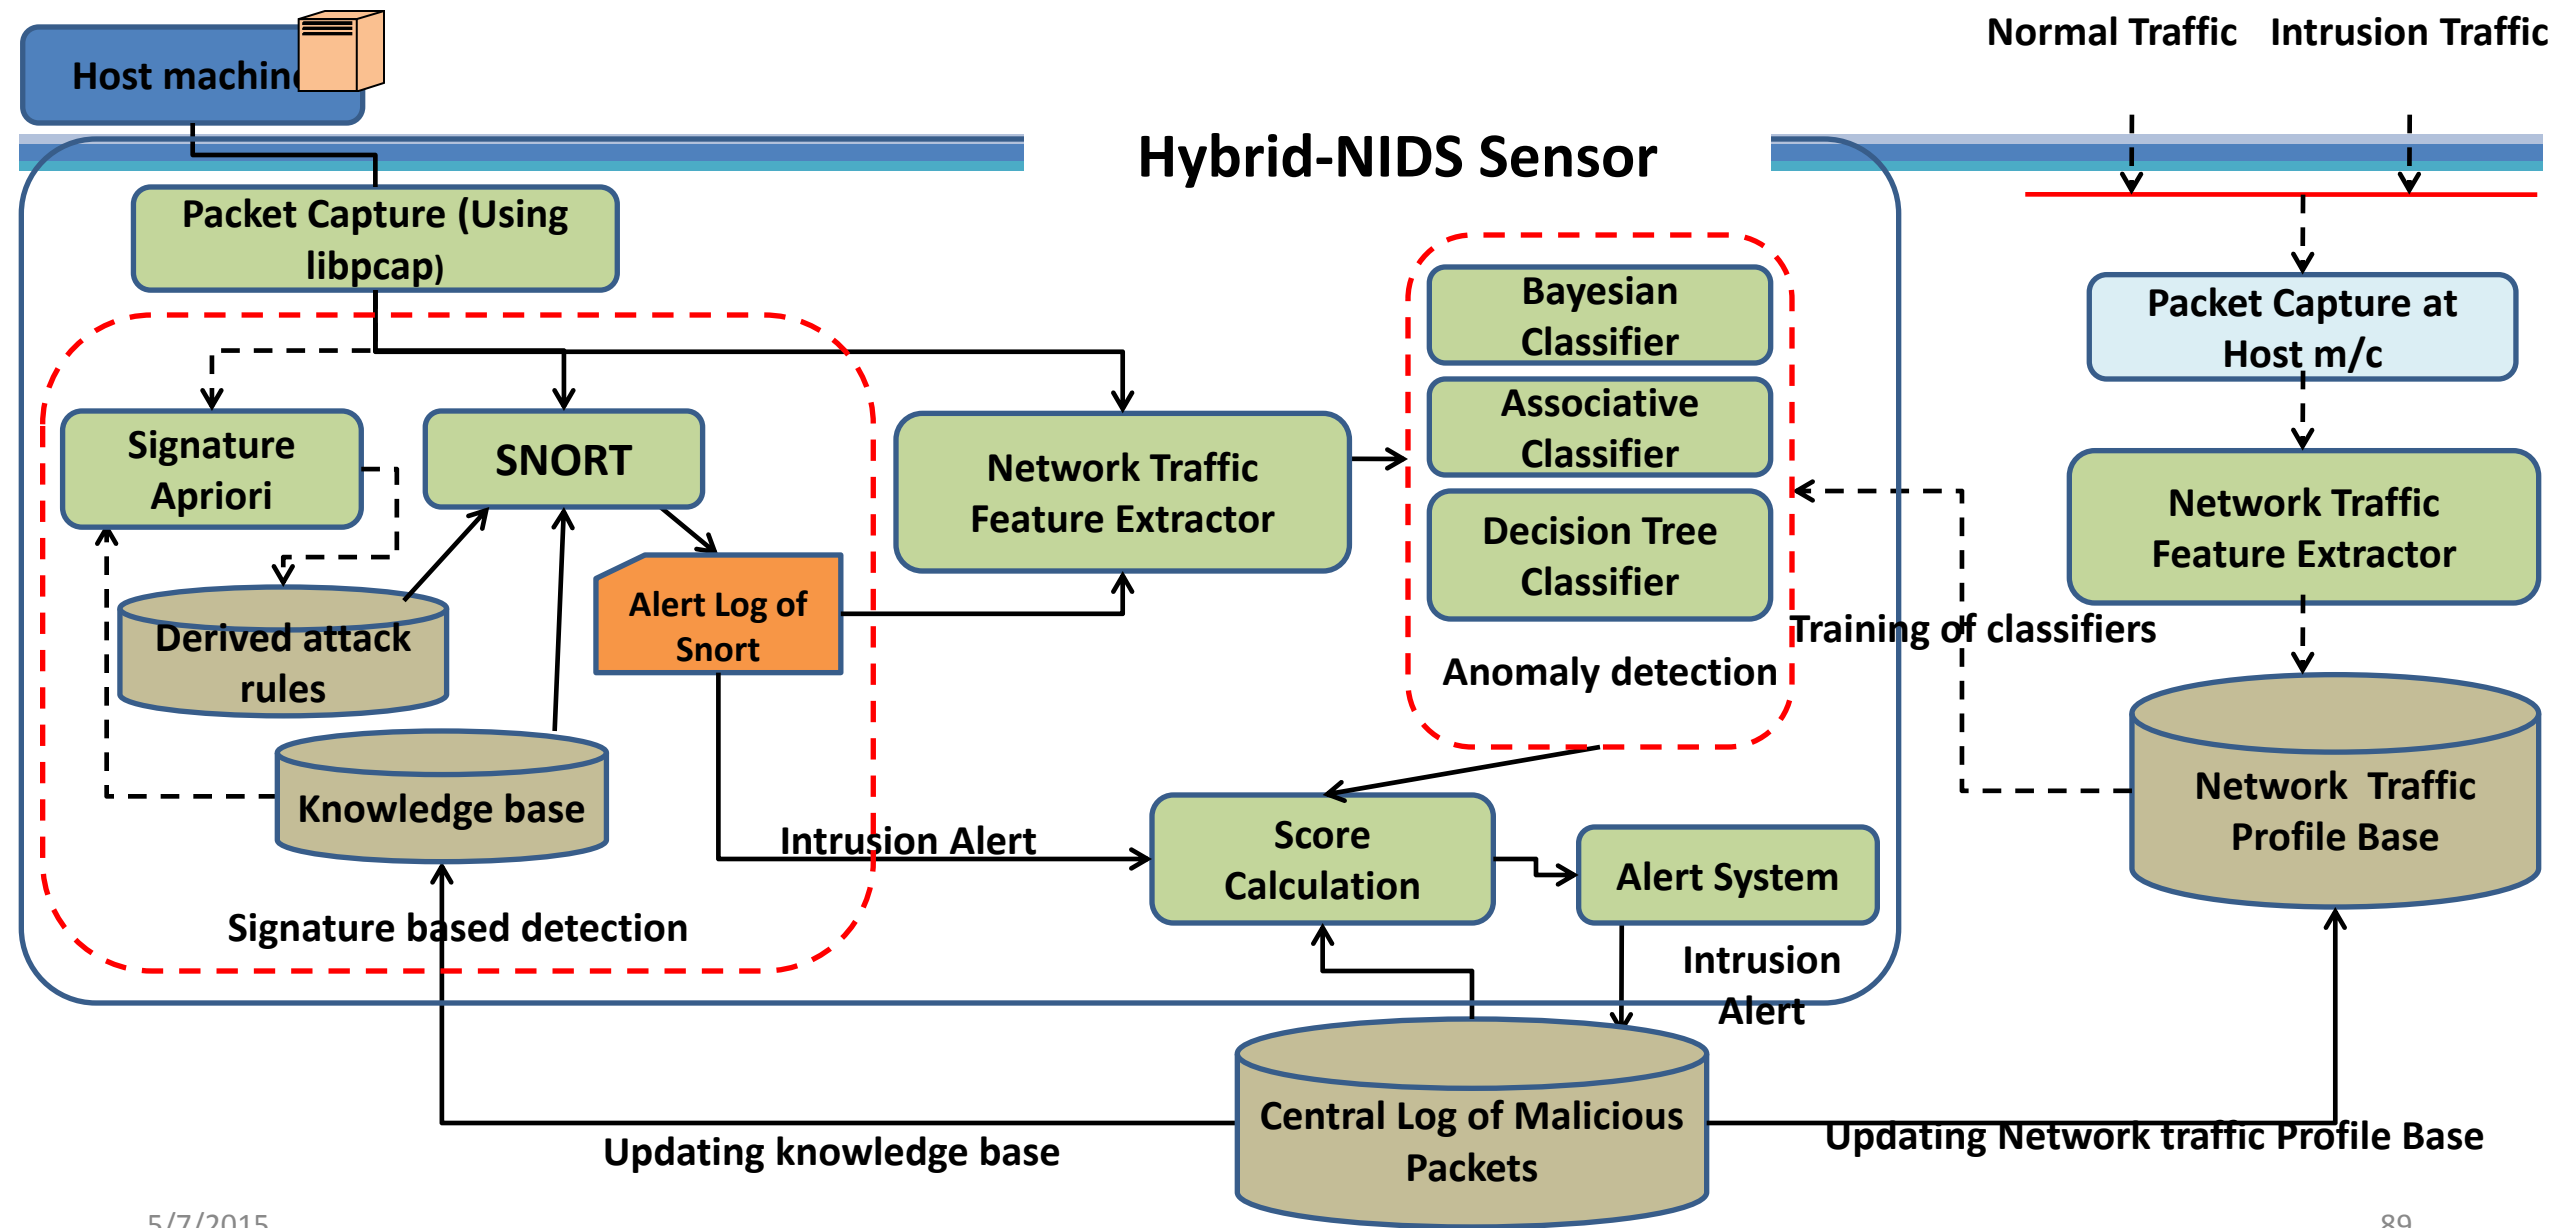 Normal Traffic Intrusion Traffic
Host machine
Hybrid-NIDS Sensor
Packet Capture (Using
libpcap)
Bayesian
Classifier
Associative
Classifier
Decision Tree
Classifier
Anomaly detection
Packet Capture at
Host m/c
Signature
Apriori
SNORT
Network Traffic
Feature Extractor
Network Traffic
Feature Extractor
Alert Log of
Snort
Derived attack
rules
Training of classifiers
Knowledge base
Network Traffic
Profile Base
Intrusion Alert
Score
Calculation
Alert System
Signature based detection
Intrusion
Alert
Central Log of Malicious
Packets
Updating knowledge base
Updating Network traffic Profile Base
5/7/2015
89